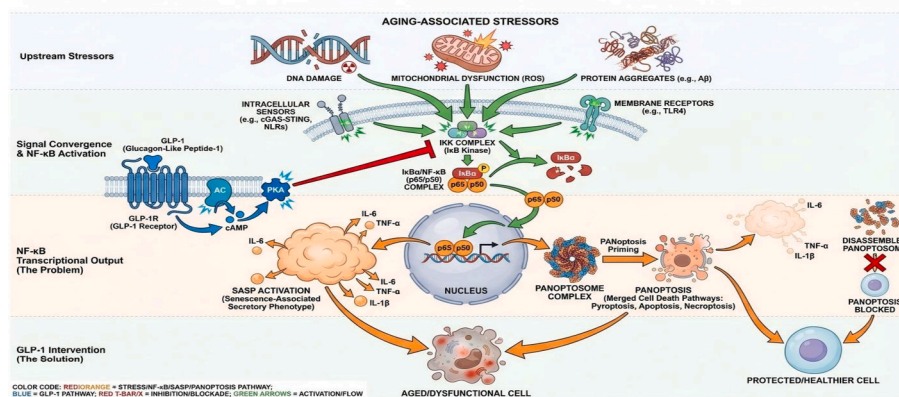 AGING-ASSOCIATED STRESSORS
Upstream Stressors
DNA DAMAGE
MITOCHONDRIAL DYSFUNCTION (ROS)
PROTEIN AGGREGATES (e.g., Aβ)
INTRACELLULAR
SENSORS
(e.g., cGAS-STING,
NLRs)
MEMBRANE RECEPTORS
(e.g., TLR4)
IKK COMPLEX
(IκB Kinase)
Signal Convergence
& NF-κB Activation
GLP-1
(Glucagon-Like Peptide-1)
AC
PKA
cAMP
GLP-1R
(GLP-1 Receptor)
IκBα/NF-κB
(p65/p50)
COMPLEX
IκBα
P
p65 p50
IκBα
p65 p50
NF-κB
Transcriptional Output
(The Problem)
IL-6
IL-6
TNF-α
IL-6
TNF-α
IL-1β
SASP ACTIVATION
(Senescence-Associated
Secretory Phenotype)
p65 p50
NUCLEUS
PANOPTOSOME
COMPLEX
PANoptosis
Priming
PANOPTOSIS
(Merged Cell Death Pathways:
Pyroptosis, Apoptosis, Necroptosis)
IL-6
TNF-α
IL-1β
DISASSEMBLE
PANOPTOSOM
PANOPTOSIS
BLOCKED
GLP-1 Intervention
(The Solution)
AGED/DYSFUNCTIONAL CELL
PROTECTED/HEALTHIER CELL
COLOR CODE: RED/ORANGE = STRESS/NF-κB/SASP/PANOPTOSIS PATHWAY;
BLUE = GLP-1 PATHWAY; RED T-BAR/X = INHIBITION/BLOCKADE; GREEN ARROWS = ACTIVATION/FLOW